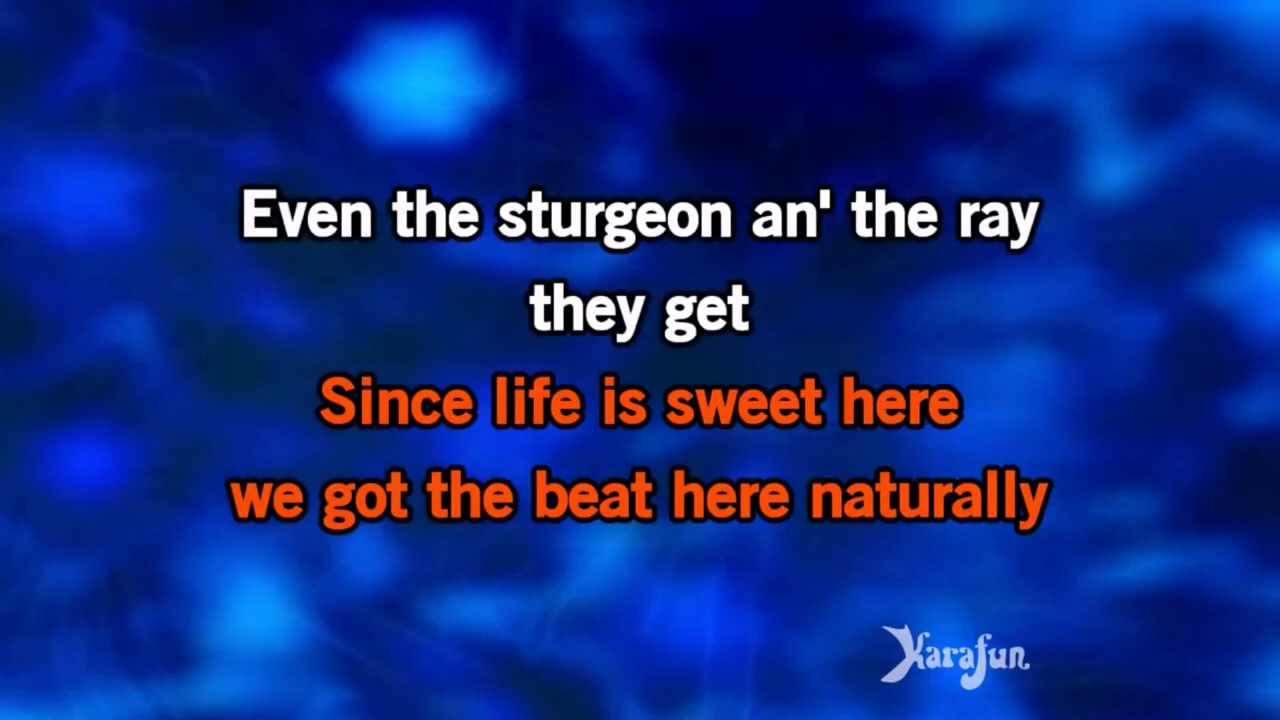 Even the sturgeon an' the ray
they get
Since life is sweet here
we got the beat here naturally
Karafun